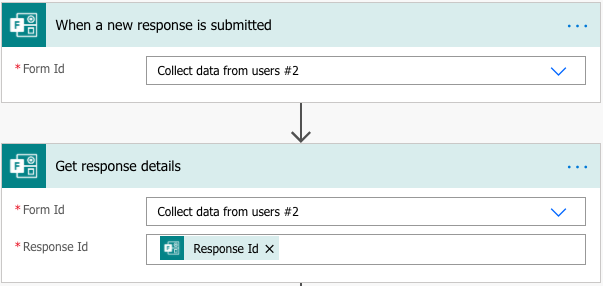 When a new response is submitted
* Form Id
Collect data from users #2
Get response details
* Form Id
Collect data from users #2
* Response Id
Response Id ×